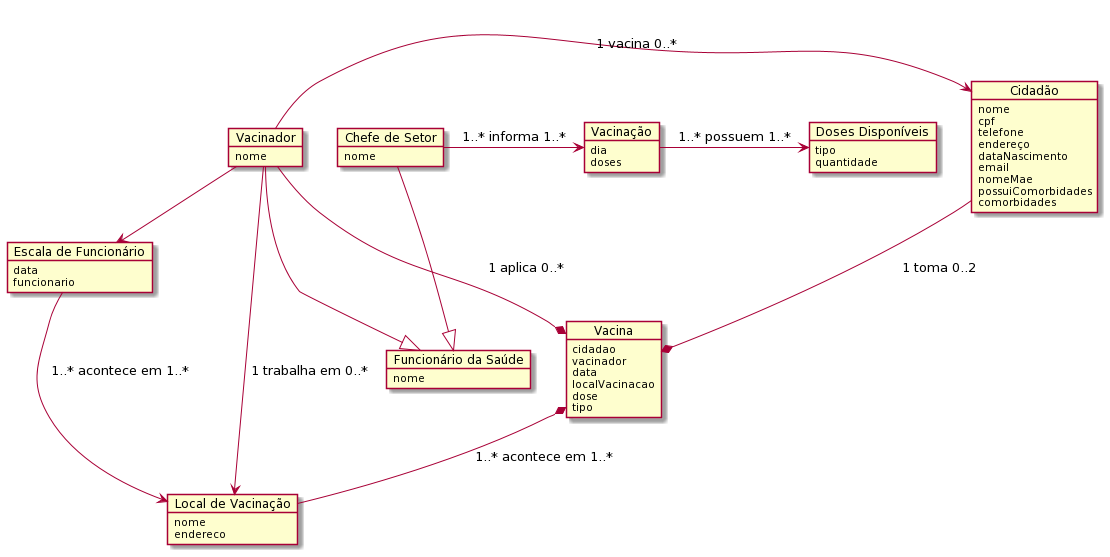 1 vacina 0..*
Cidadão
nome
cpf
telefone
endereço
dataNascimento
email
nomeMae
possuiComorbidades
comorbidades
Vacinador
nome
Chefe de Setor
nome
1..* informa 1..*
Vacinação
dia
doses
1..* possuem 1..*
Doses Disponíveis
tipo
quantidade
Escala de Funcionário
data
funcionario
1 aplica 0..*
1 toma 0..2
Vacina
cidadao
vacinador
data
localVacinacao
dose
tipo
Funcionário da Saúde
nome
1..* acontece em 1..*
1 trabalha em 0..*
1..* acontece em 1..*
Local de Vacinação
nome
endereco